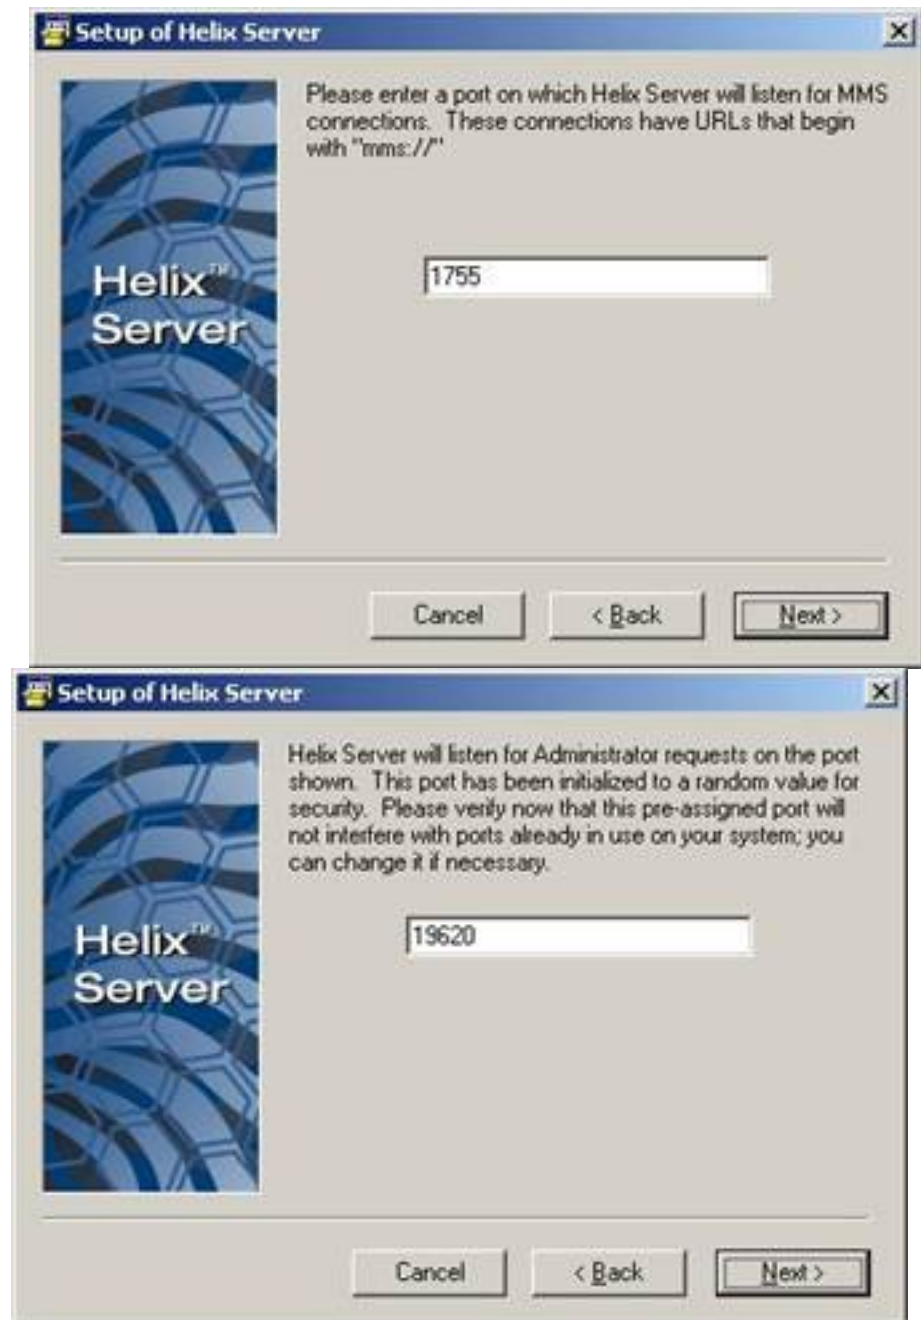 Setup of Helix Server
Please enter a port on which Helix Server will listen for MMS
connections. These connections have URLs that begin
with "mms://"
Helix™
Server
1755
Cancel
< Back
Next >
Setup of Helix Server
Helix Server will listen for Administrator requests on the port
shown. This port has been initialized to a random value for
security. Please verify now that this pre-assigned port will
not interfere with ports already in use on your system; you
can change it if necessary.
Helix™
Server
19620
Cancel
< Back
Next >